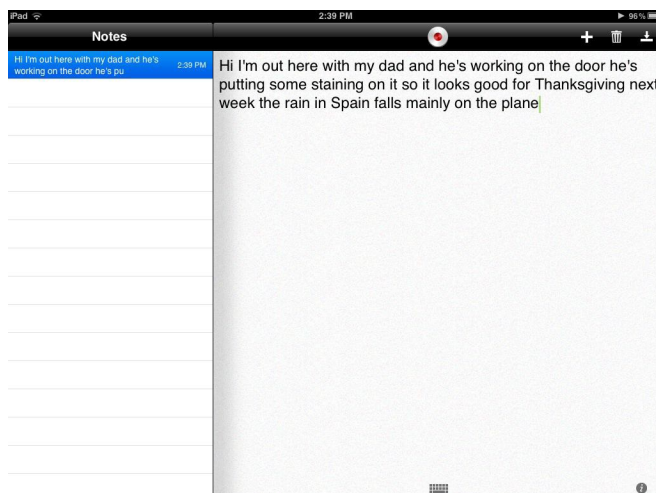 iPad 2:39 PM 96%
Notes
Hi I'm out here with my dad and he's
working on the door he's pu
2:39 PM
Hi I'm out here with my dad and he's working on the door he's
putting some staining on it so it looks good for Thanksgiving next
week the rain in Spain falls mainly on the plane